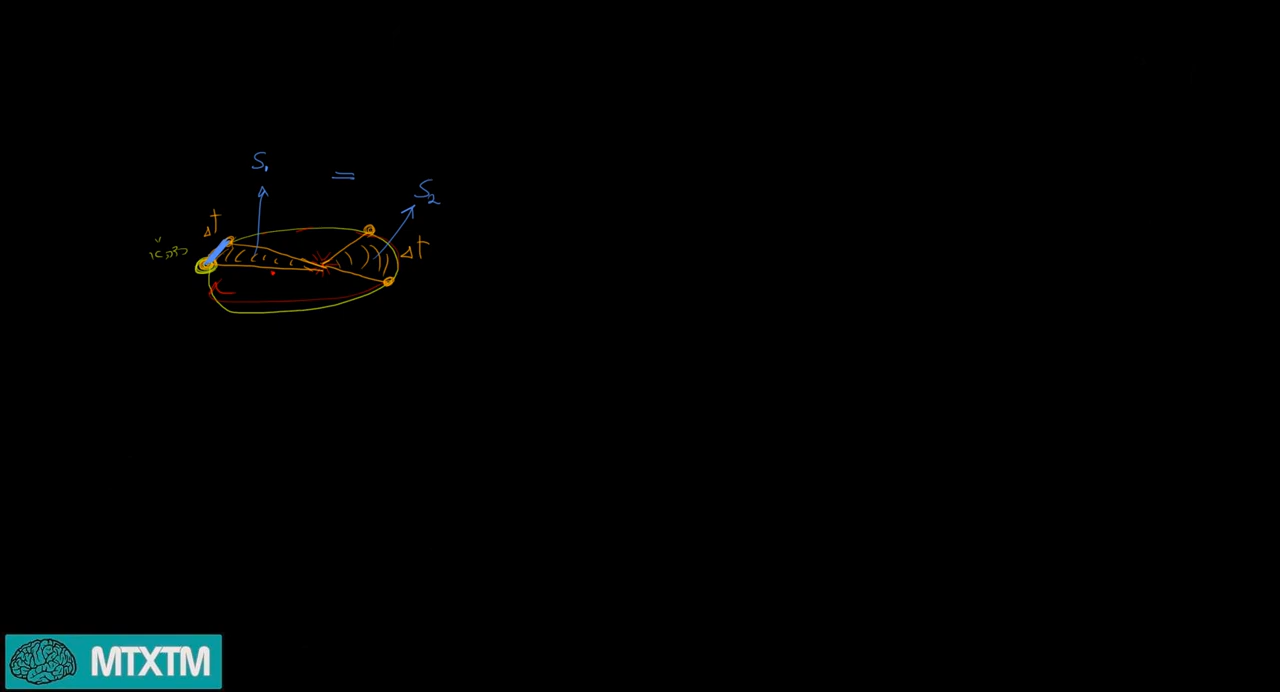 S₁ = S₂
Δt
Δt
MTXTM